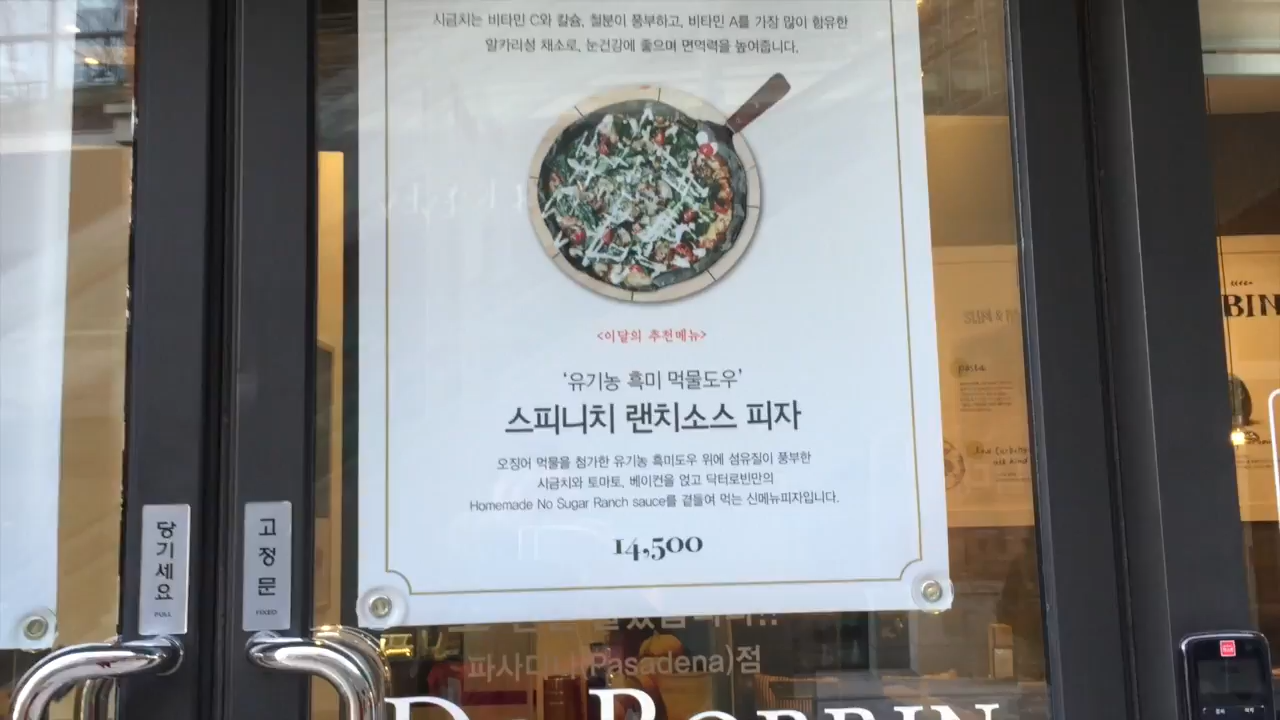 시금치는 비타민 C와 칼슘, 철분이 풍부하고, 비타민 A를 가장 많이 함유한
알카리성 채소로, 눈건강에 좋으며 면역력을 높여줍니다.
<이달의 추천메뉴>
'유기농 흑미 먹물도우'
스피니치 랜치소스 피자
오징어 먹물을 첨가한 유기농 흑미도우 위에 섬유질이 풍부한
시금치와 토마토, 베이컨을 얹고 닥터로빈만의
Homemade No Sugar Ranch sauce를 곁들여 먹는 신메뉴피자입니다.
14,500
당기세요
PULL
고정문
FIXED
파사데나(Pasadena)점
DR ROBBIN
BIN